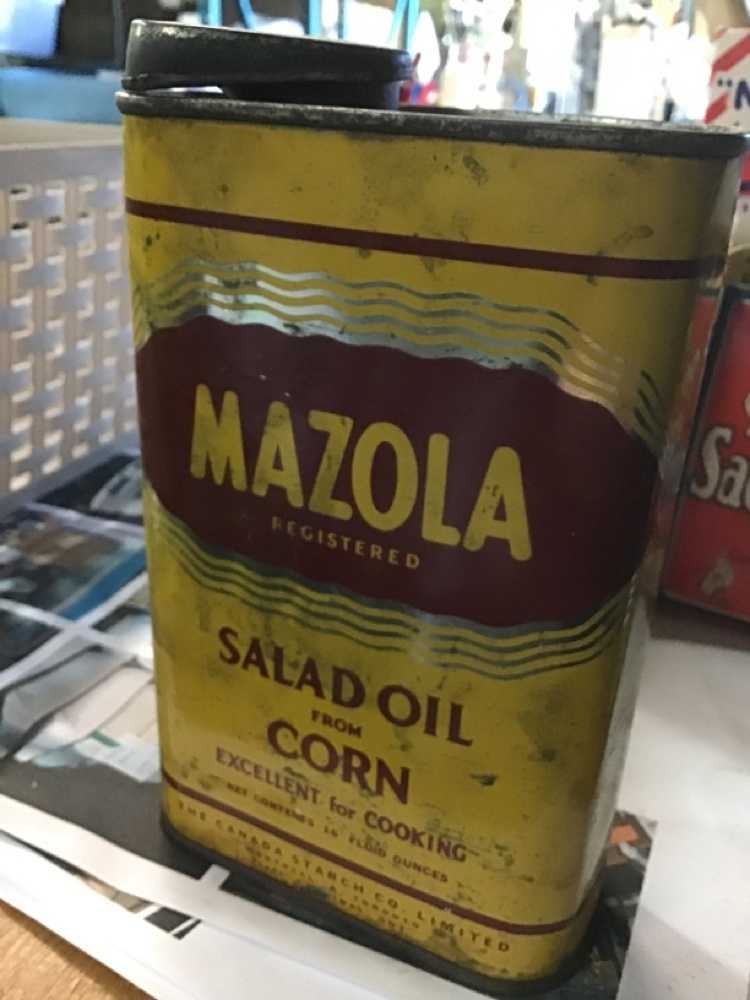 MAZOLA
REGISTERED
SALAD OIL
FROM
CORN
EXCELLENT for COOKING
NET CONTENTS 16 FLUID OUNCES
THE CANADA STARCH CO. LIMITED
Sa
"N